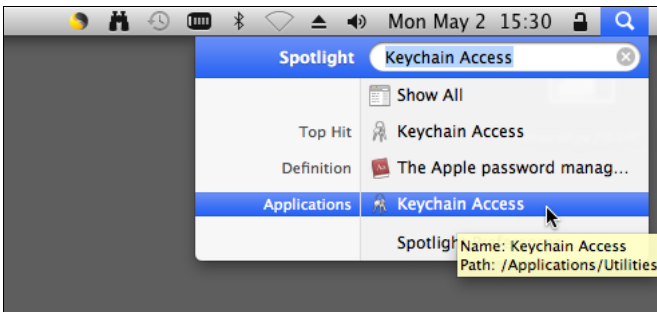 Mon May 2 15:30
Spotlight Keychain Access
Show All
Top Hit Keychain Access
Definition The Apple password manag...
Applications Keychain Access
Spotlight
Name: Keychain Access
Path: /Applications/Utilities